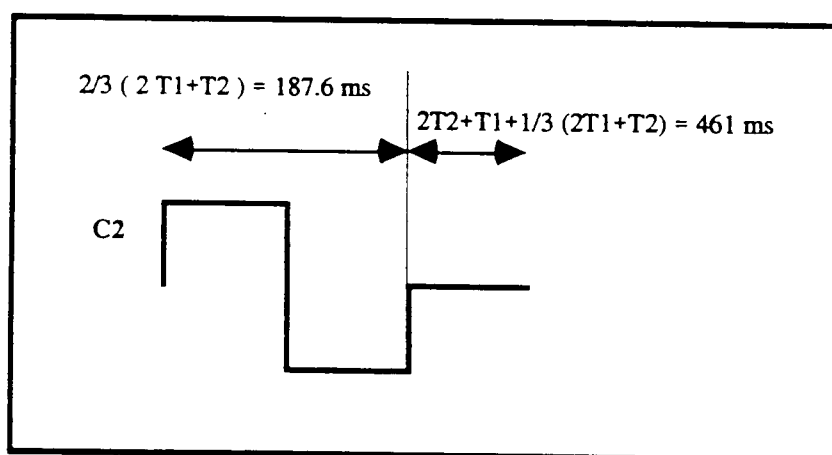 2/3 ( 2 T1+T2 ) = 187.6 ms
2T2+T1+1/3 (2T1+T2) = 461 ms
C2